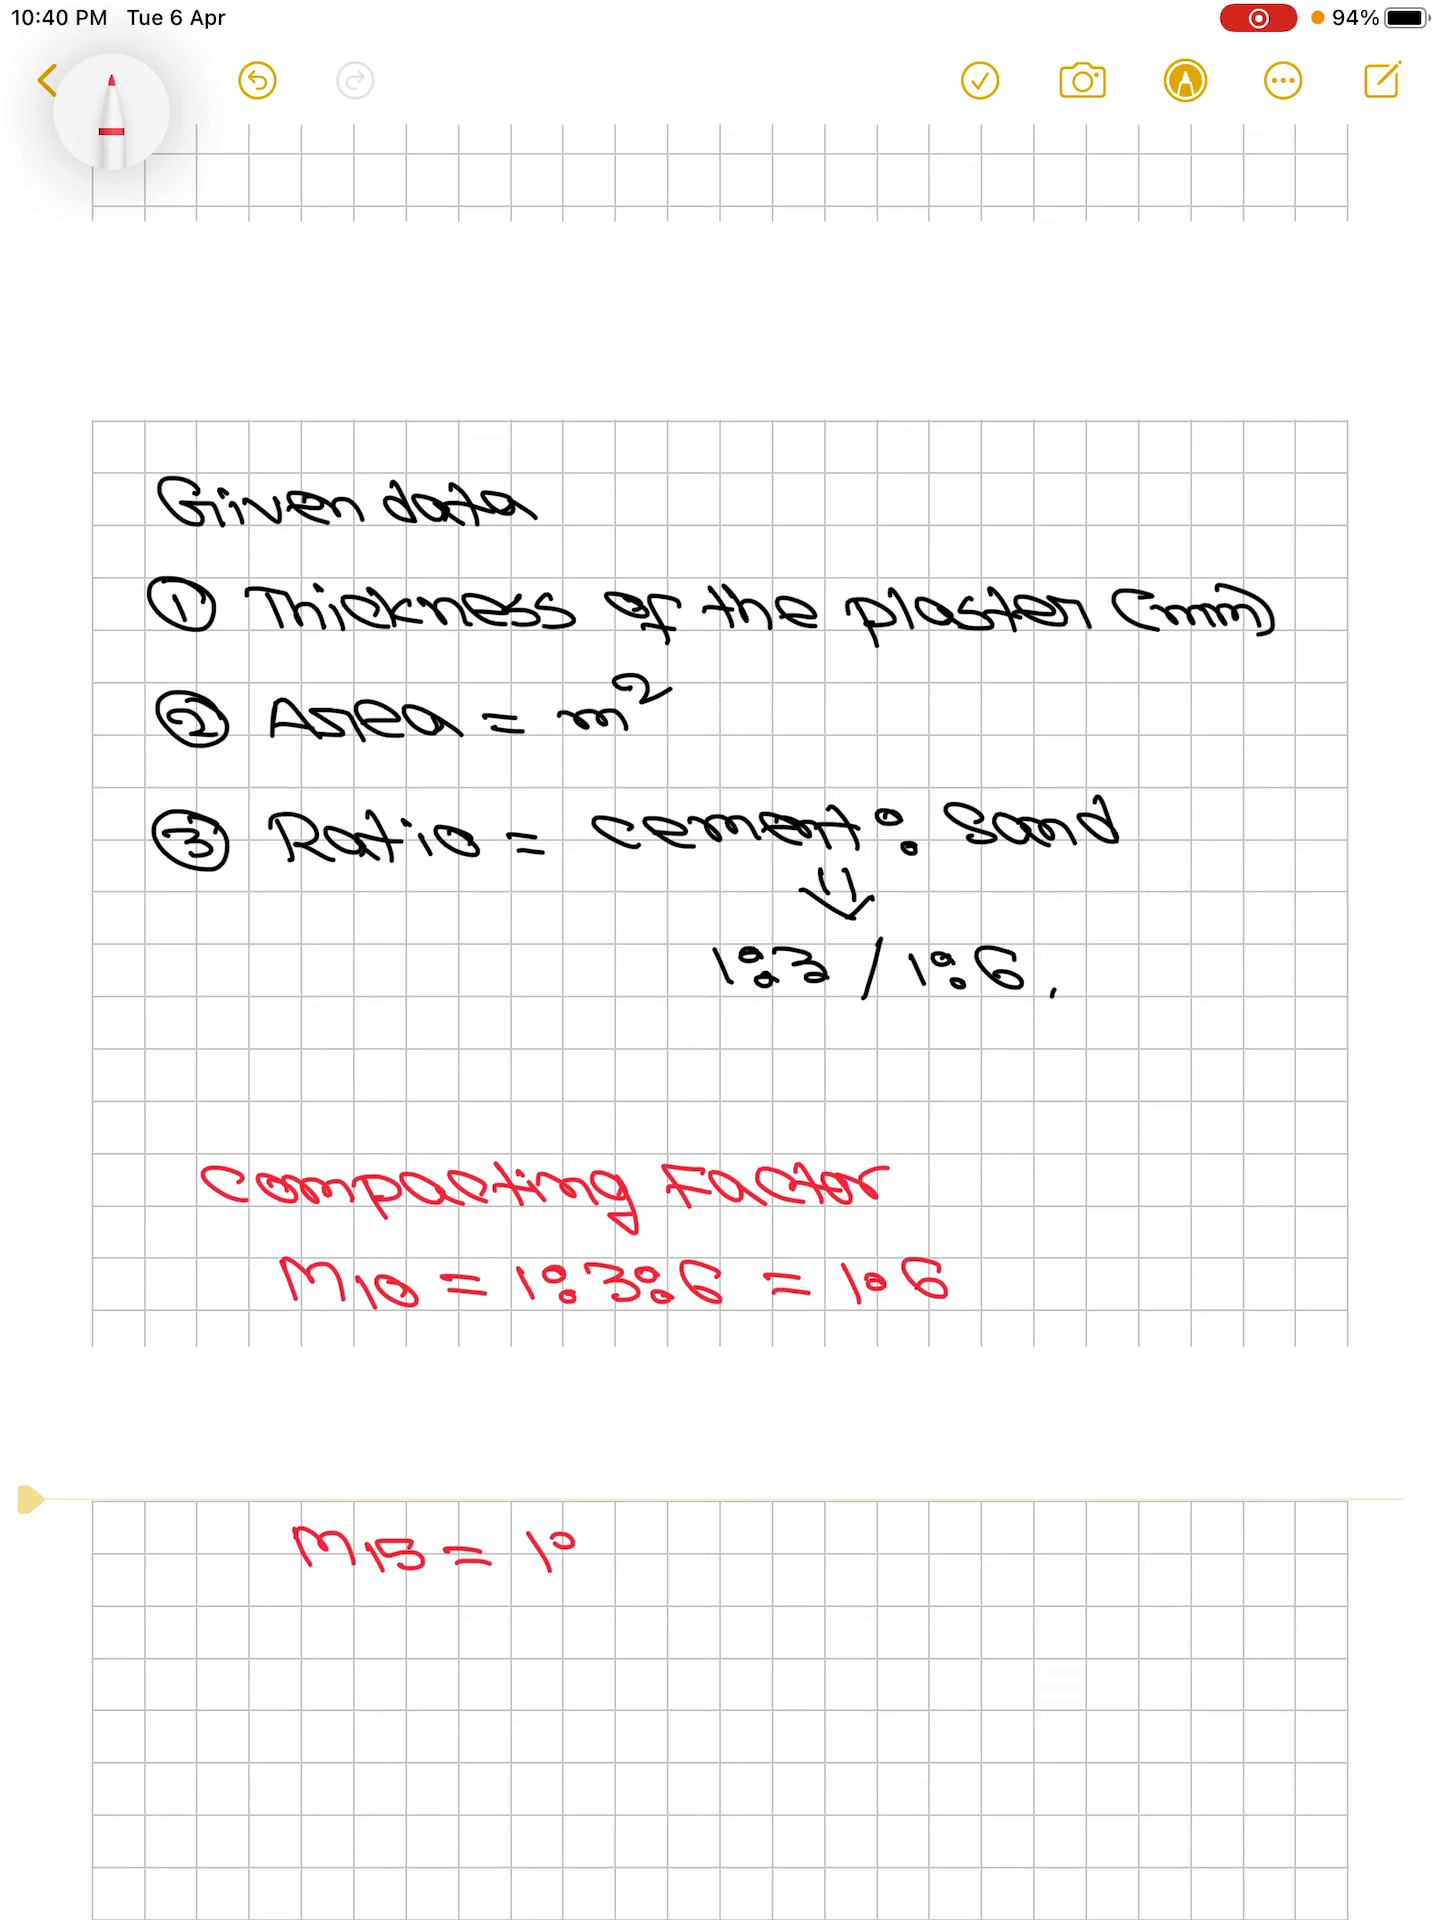 10:40 PM Tue 6 Apr 94%
Given data
① Thickness of the plaster (mm)
② Area = m²
③ Ratio = cement : Sand
1:3 / 1:6.
Compacting Factor
M10 = 1:3:6 = 1.6
M15 = 1°